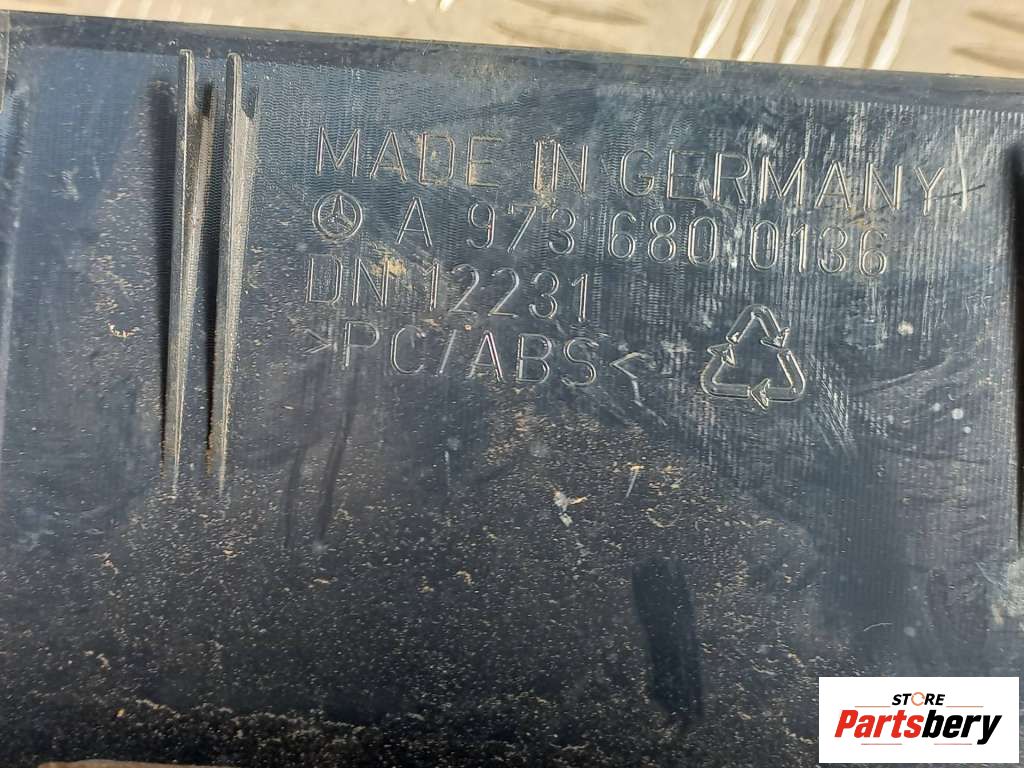 MADE IN GERMANY
A 973 680 0136
DN 12231
>PC/ABS<
STORE
Partsbery